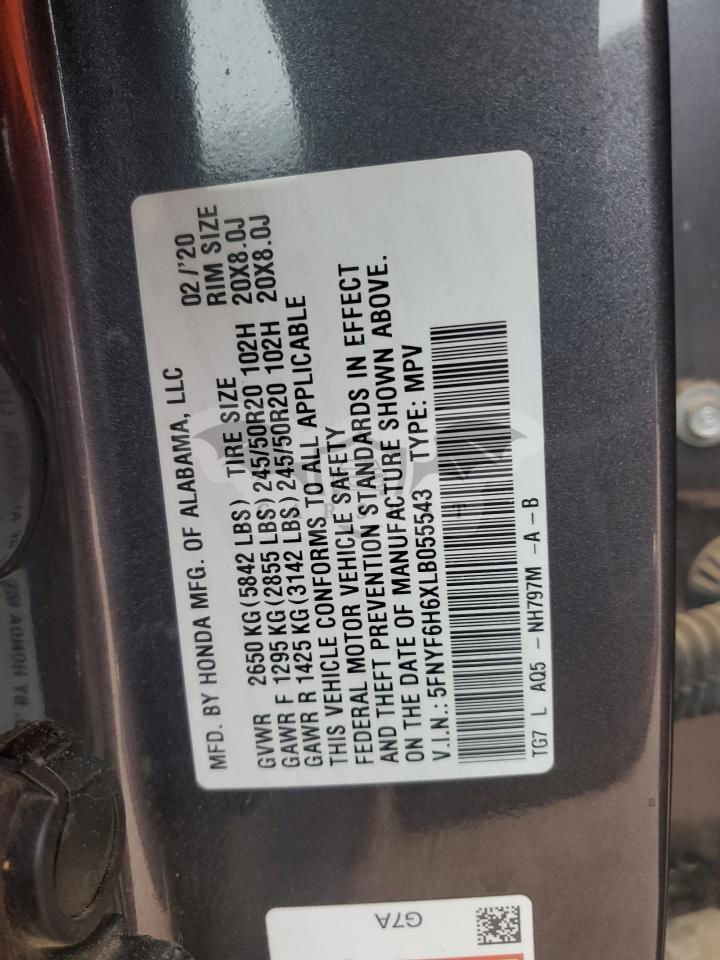 MFD. BY HONDA MFG. OF ALABAMA, LLC 02/'20
GVWR 2650 KG (5842 LBS) TIRE SIZE RIM SIZE
GAWR F 1295 KG (2855 LBS) 245/50R20 102H 20X8.0J
GAWR R 1425 KG (3142 LBS) 245/50R20 102H 20X8.0J
THIS VEHICLE CONFORMS TO ALL APPLICABLE
FEDERAL MOTOR VEHICLE SAFETY
AND THEFT PREVENTION STANDARDS IN EFFECT
ON THE DATE OF MANUFACTURE SHOWN ABOVE.
V.I.N.: 5FNYF6H6XLB055543 TYPE: MPV
TG7 L AQ5 - NH797M -A -B
G7A